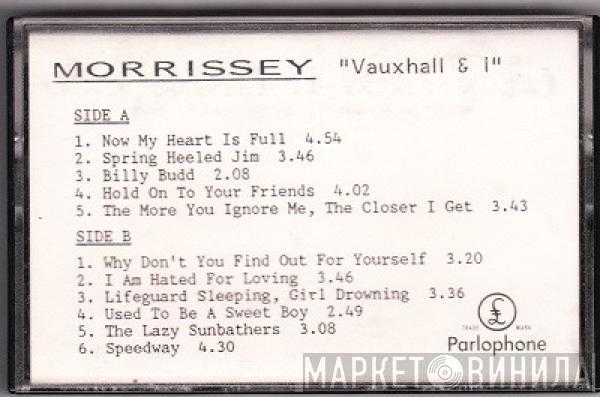 MORRISSEY "Vauxhall & i"
SIDE A
1. Now My Heart Is Full 4.54
2. Spring Heeled Jim 3.46
3. Billy Budd 2.08
4. Hold On To Your Friends 4.02
5. The More You Ignore Me, The Closer I Get 3.43
SIDE B
1. Why Don't You Find Out For Yourself 3.20
2. I Am Hated For Loving 3.46
3. Lifeguard Sleeping, Girl Drowning 3.36
4. Used To Be A Sweet Boy 2.49
5. The Lazy Sunbathers 3.08
6. Speedway 4.30
£
TRADE MARK
Parlophone
МАРКЕТ ВИНИЛА